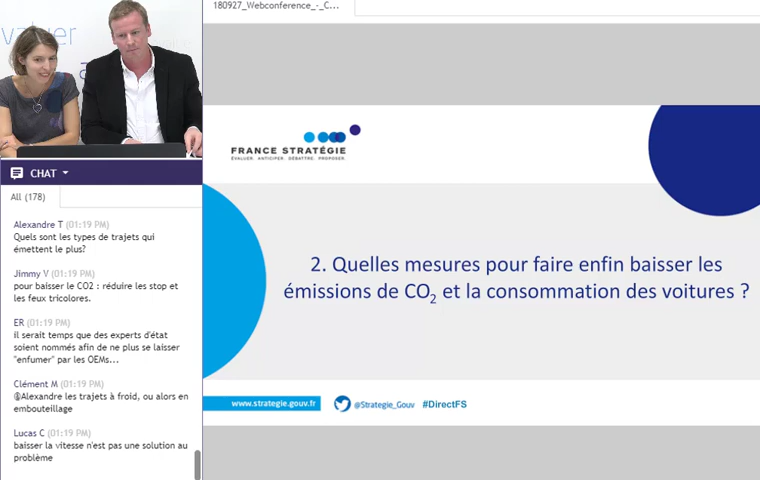 180927_Webconference_-_C...
valuer
CHAT
All (178)
Alexandre T (01:19 PM)
Quels sont les types de trajets qui
émettent le plus?
Jimmy V (01:19 PM)
pour baisser le CO2 : réduire les stop et
les feux tricolores.
ER (01:19 PM)
il serait temps que des experts d'état
soient nommés afin de ne plus se laisser
"enfumer" par les OEMs...
Clément M (01:19 PM)
@Alexandre les trajets à froid, ou alors en
embouteillage
Lucas C (01:19 PM)
baisser la vitesse n'est pas une solution au
problème
FRANCE STRATÉGIE
ÉVALUER. ANTICIPER. DÉBATTRE. PROPOSER.
2. Quelles mesures pour faire enfin baisser les
émissions de CO2 et la consommation des voitures ?
www.strategie.gouv.fr
@Strategie_Gouv
#DirectFS